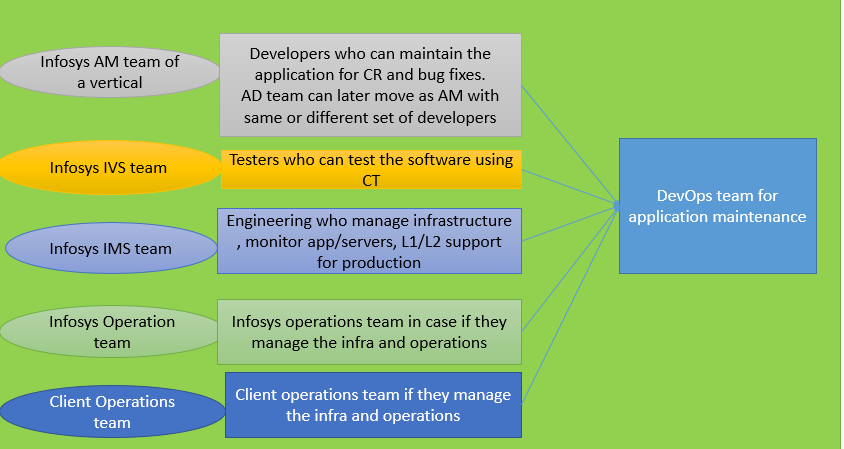 Infosys AM team of
a vertical
Developers who can maintain the
application for CR and bug fixes.
AD team can later move as AM with
same or different set of developers
Infosys IVS team
Testers who can test the software using
CT
Infosys IMS team
Engineering who manage infrastructure
, monitor app/servers, L1/L2 support
for production
Infosys Operation
team
Infosys operations team in case if they
manage the infra and operations
Client Operations
team
Client operations team if they manage
the infra and operations
DevOps team for
application maintenance